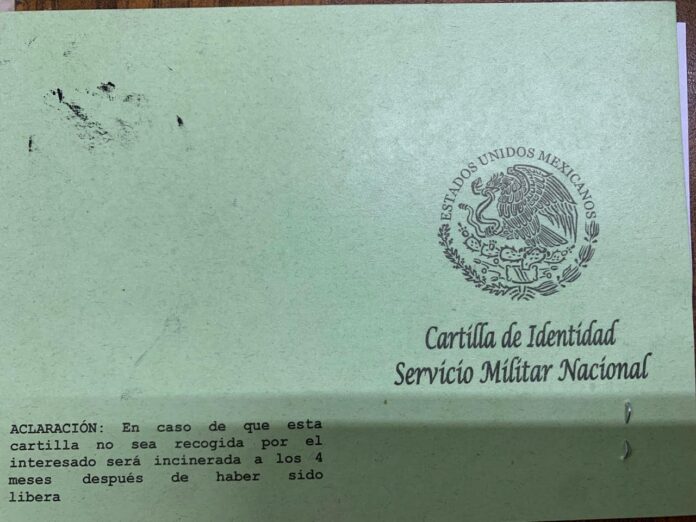 ESTADOS UNIDOS MEXICANOS
Cartilla de Identidad
Servicio Militar Nacional
ACLARACIÓN: En caso de que esta
cartilla no sea recogida por el
interesado será incinerada a los 4
meses después de haber sido
libera